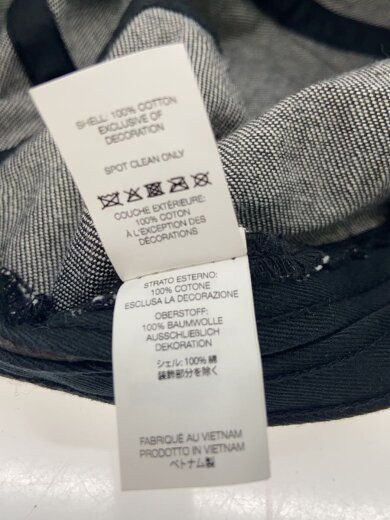 SHELL: 100% COTTON
EXCLUSIVE OF
DECORATION
SPOT CLEAN ONLY
COUCHE EXTÉRIEURE:
100% COTON
À L'EXCEPTION DES
DÉCORATIONS
STRATO ESTERNO:
100% COTONE
ESCLUSA LA DECORAZIONE
OBERSTOFF:
100% BAUMWOLLE
AUSSCHLIEßLICH
DEKORATION
シェル: 100% 綿
装飾部分を除く
FABRIQUÉ AU VIETNAM
PRODOTTO IN VIETNAM
ベトナム製